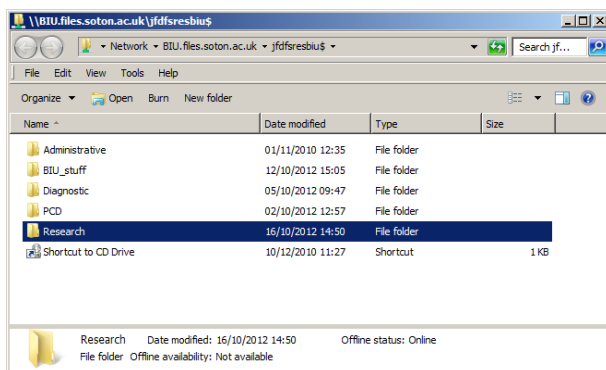 \\BIU.files.soton.ac.uk\jfdfsresbiu$
Network BIU.files.soton.ac.uk jfdfsresbiu$ Search jf...
File Edit View Tools Help
Organize Open Burn New folder
Name Date modified Type Size
Administrative 01/11/2010 12:35 File folder
BIU_stuff 12/10/2012 15:05 File folder
Diagnostic 05/10/2012 09:47 File folder
PCD 02/10/2012 12:57 File folder
Research 16/10/2012 14:50 File folder
Shortcut to CD Drive 10/12/2010 11:27 Shortcut 1 KB
Research Date modified: 16/10/2012 14:50 Offline status: Online
File folder Offline availability: Not available